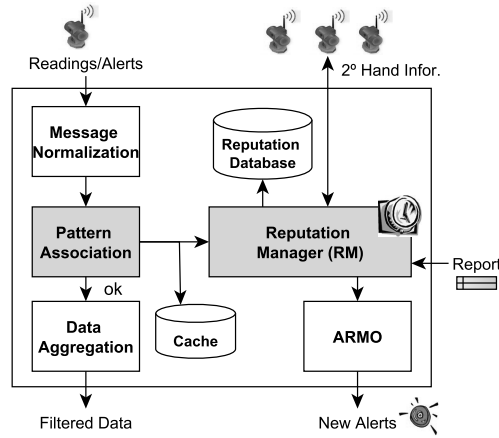 Readings/Alerts
2º Hand Infor.
Message
Normalization
Reputation
Database
Pattern
Association
Reputation
Manager (RM)
Report
ok
Data
Aggregation
Cache
ARMO
Filtered Data
New Alerts